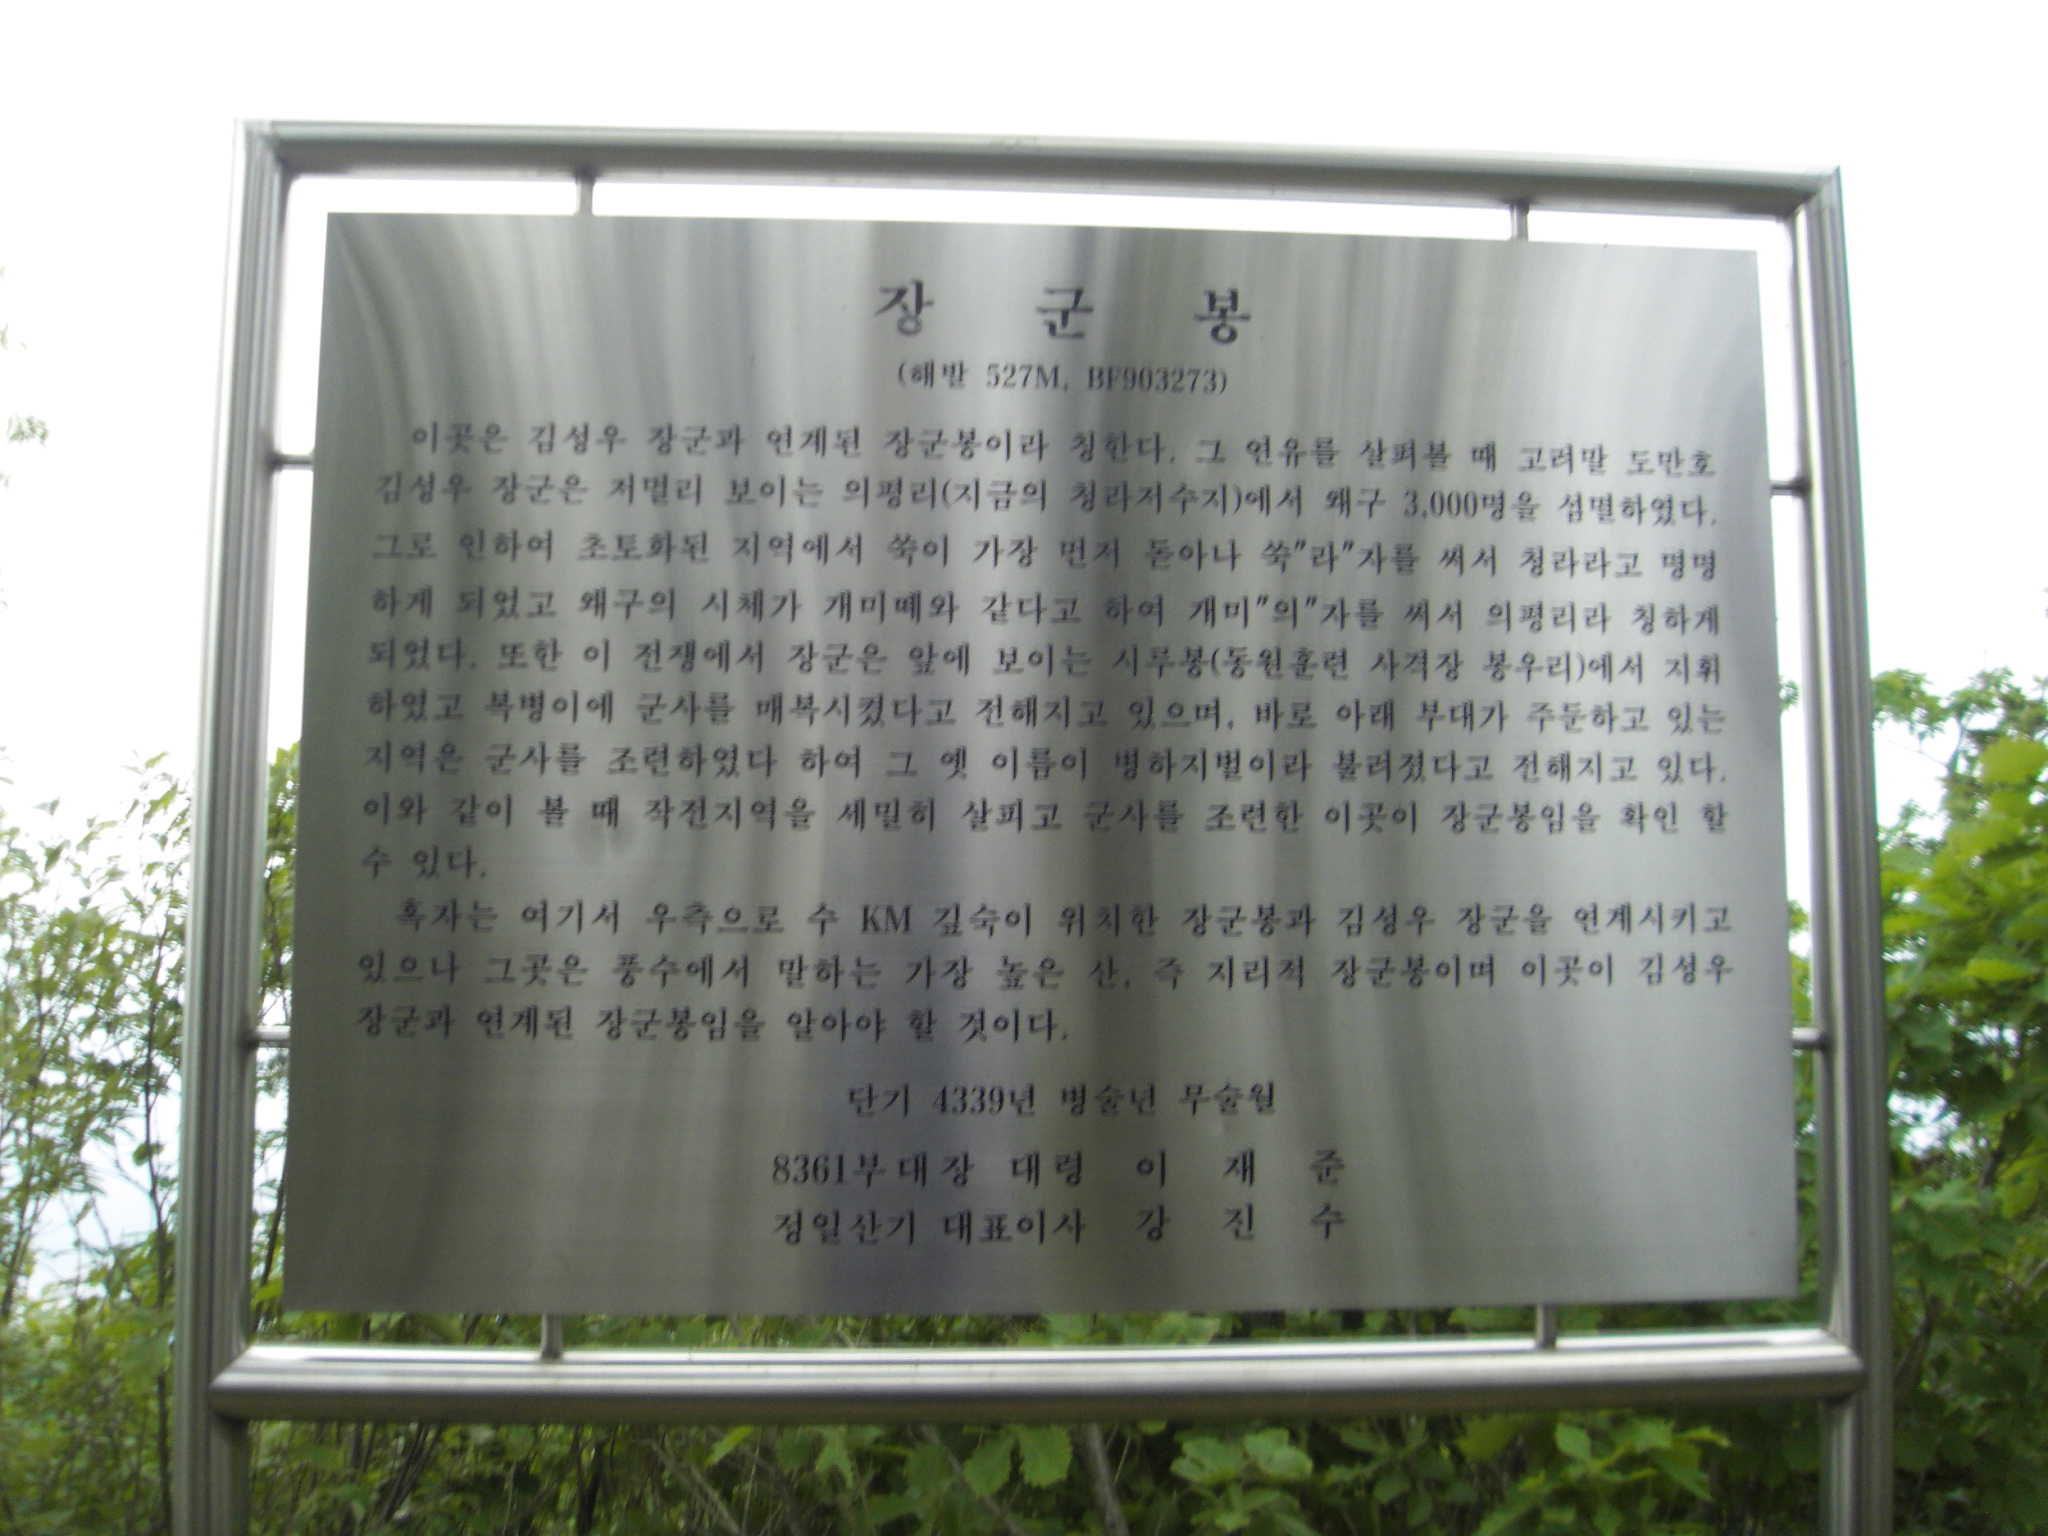 장 군 봉
(해발 527M, BF903273)
이곳은 김성우 장군과 연계된 장군봉이라 칭한다. 그 연유를 살펴볼 때 고려말 도만호
김성우 장군은 저멀리 보이는 의평리(지금의 청라저수지)에서 왜구 3,000명을 섬멸하였다.
그로 인하여 초토화된 지역에서 쑥이 가장 먼저 돋아나 쑥"라"자를 써서 청라라고 명명
하게 되었고 왜구의 시체가 개미떼와 같다고 하여 개미"의"자를 써서 의평리라 칭하게
되었다. 또한 이 전쟁에서 장군은 앞에 보이는 시루봉(동원훈련 사격장 봉우리)에서 지휘
하였고 복병이에 군사를 매복시켰다고 전해지고 있으며, 바로 아래 부대가 주둔하고 있는
지역은 군사를 조련하였다 하여 그 옛 이름이 병하지벌이라 불려졌다고 전해지고 있다.
이와 같이 볼 때 작전지역을 세밀히 살피고 군사를 조련한 이곳이 장군봉임을 확인 할
수 있다.
혹자는 여기서 우측으로 수 KM 깊숙이 위치한 장군봉과 김성우 장군을 연계시키고
있으나 그곳은 풍수에서 말하는 가장 높은 산, 즉 지리적 장군봉이며 이곳이 김성우
장군과 연계된 장군봉임을 알아야 할 것이다.
단기 4339년 병술년 무술월
8361부대장 대령 이 재 준
정일산기 대표이사 강 진 수